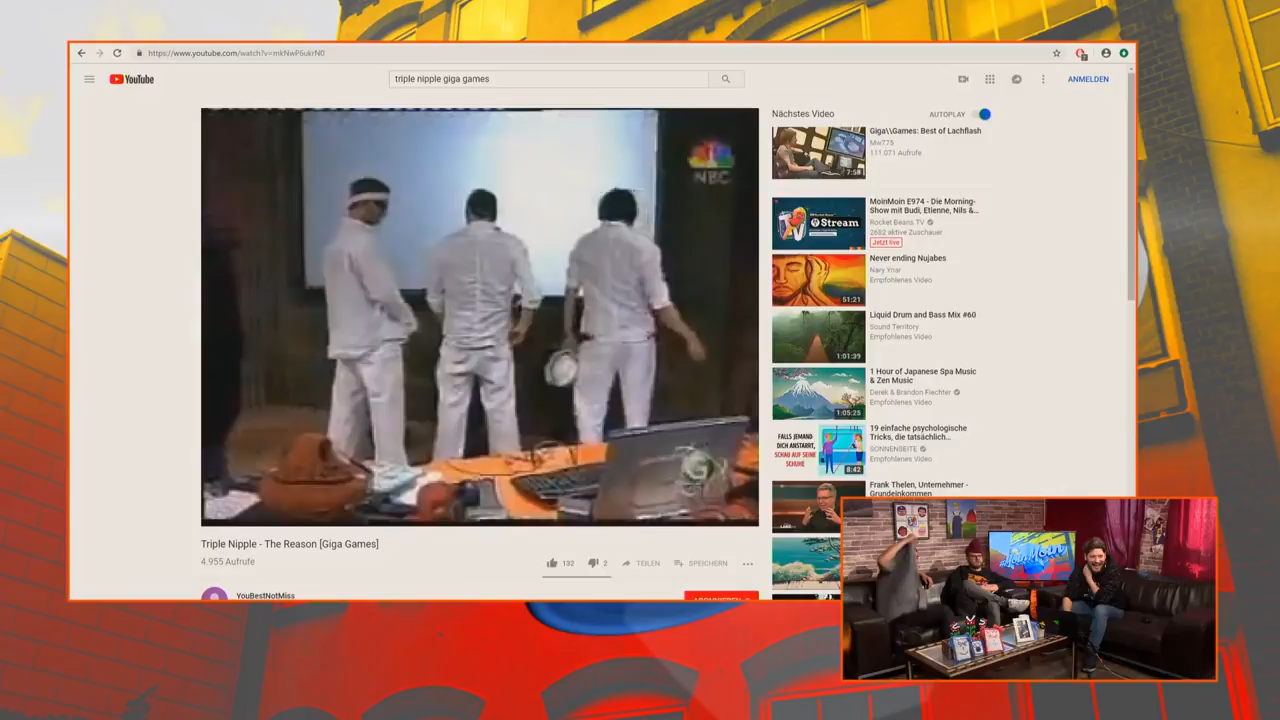 https://www.youtube.com/watch?v=mkNwP6ukrN0
YouTube
triple nipple giga games
ANMELDEN
NBC
Nächstes Video
AUTOPLAY
Giga\\Games: Best of Lachflash
Mw775
111.071 Aufrufe
7:58
MoinMoin E974 - Die Morning-
Show mit Budi, Etienne, Nils &...
Rocket Beans TV
2682 aktive Zuschauer
Jetzt live
Stream
Never ending Nujabes
Nary Ynar
Empfohlenes Video
51:21
Liquid Drum and Bass Mix #60
Sound Territory
Empfohlenes Video
1:01:39
1 Hour of Japanese Spa Music
& Zen Music
Derek & Brandon Fiechter
Empfohlenes Video
1:05:25
19 einfache psychologische
Tricks, die tatsächlich...
SONNENSEITE
Empfohlenes Video
FALLS JEMAND
DICH ANSTARRT,
SCHAU AUF SEINE
SCHUHE
8:42
Frank Thelen, Unternehmer -
Grundeinkommen
Triple Nipple - The Reason [Giga Games]
4.955 Aufrufe
132
2
TEILEN
SPEICHERN
YouBestNotMiss
#MoinMoin